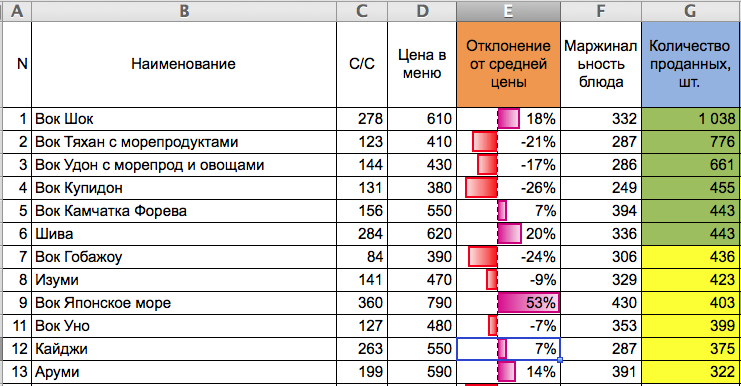 A B C D E F G
N Наименование С/С Цена в меню Отклонение от средней цены Маржинальность блюда Количество проданных, шт.
1 Вок Шок 278 610 18% 332 1 038
2 Вок Тяхан с морепродуктами 123 410 -21% 287 776
3 Вок Удон с морепрод и овощами 144 430 -17% 286 661
4 Вок Купидон 131 380 -26% 249 455
5 Вок Камчатка Форева 156 550 7% 394 443
6 Шива 284 620 20% 336 443
7 Вок Гобажоу 84 390 -24% 306 436
8 Изуми 141 470 -9% 329 423
9 Вок Японское море 360 790 53% 430 403
11 Вок Уно 127 480 -7% 353 399
12 Кайджи 263 550 7% 287 375
13 Аруми 199 590 14% 391 322